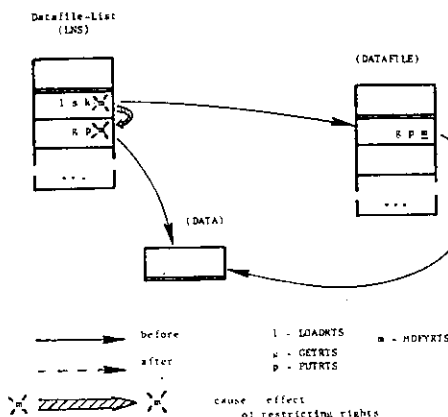 Datafile-List
(LNS)
(DATAFILE)
l s k m
g p m
g p m
...
...
(DATA)
before
after
l - LOADRTS
g - GETRTS
p - PUTRTS
m - MDFYRTS
m
m
cause effect
of restricting rights